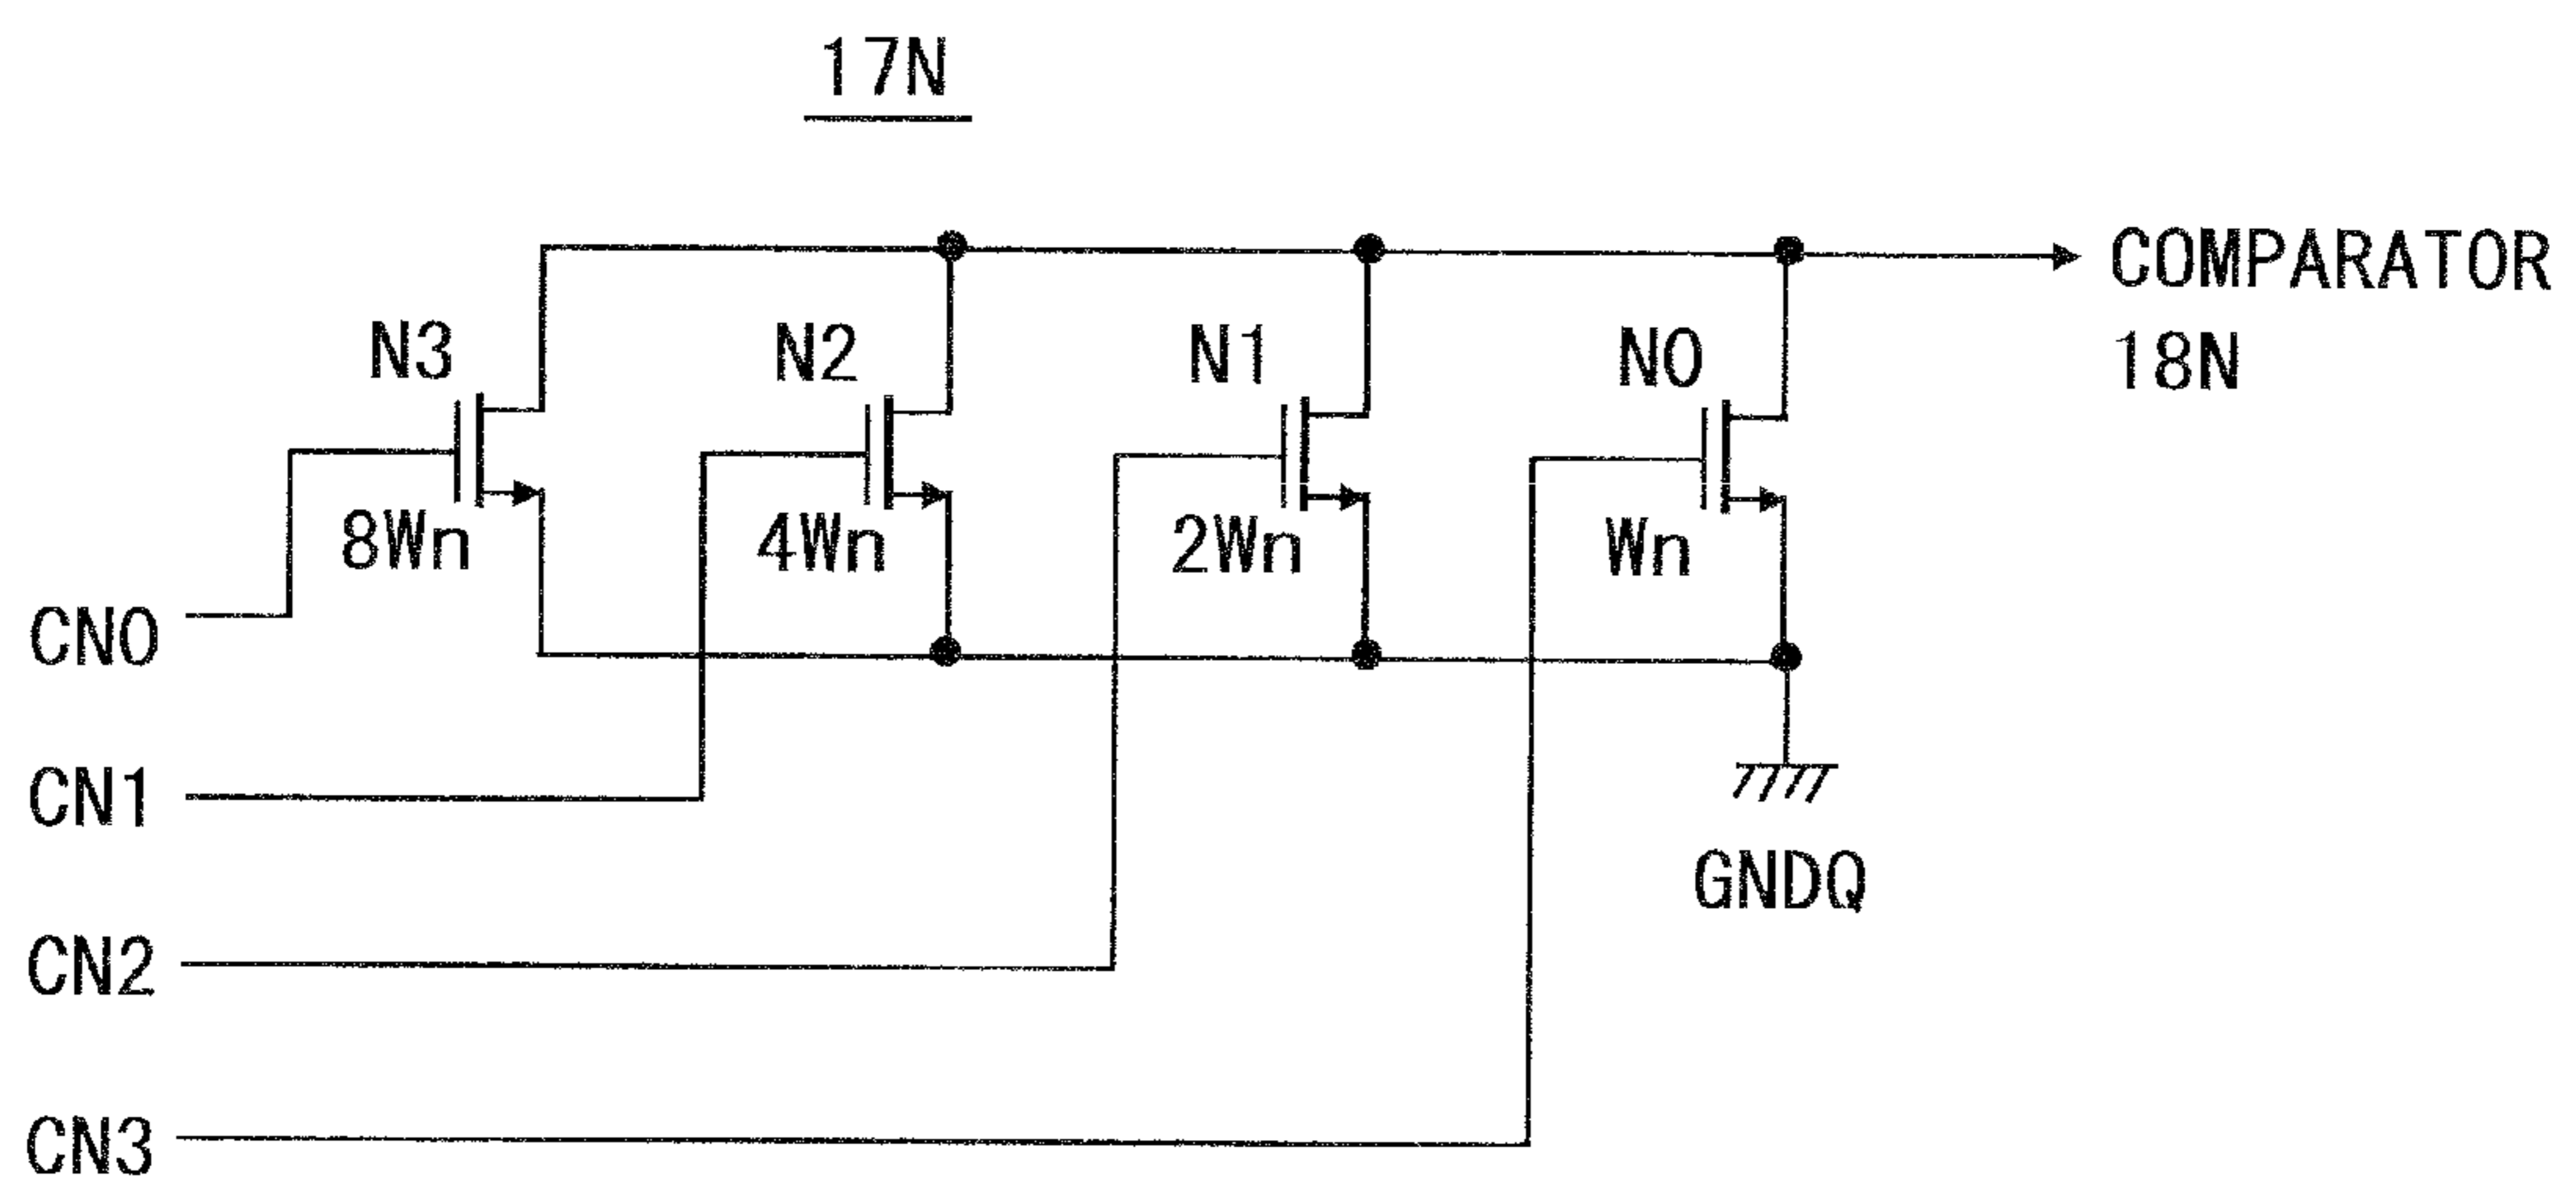 17N
COMPARATOR
18N
N3
N2
N1
N0
8Wn
4Wn
2Wn
Wn
CN0
CN1
GNDQ
CN2
CN3